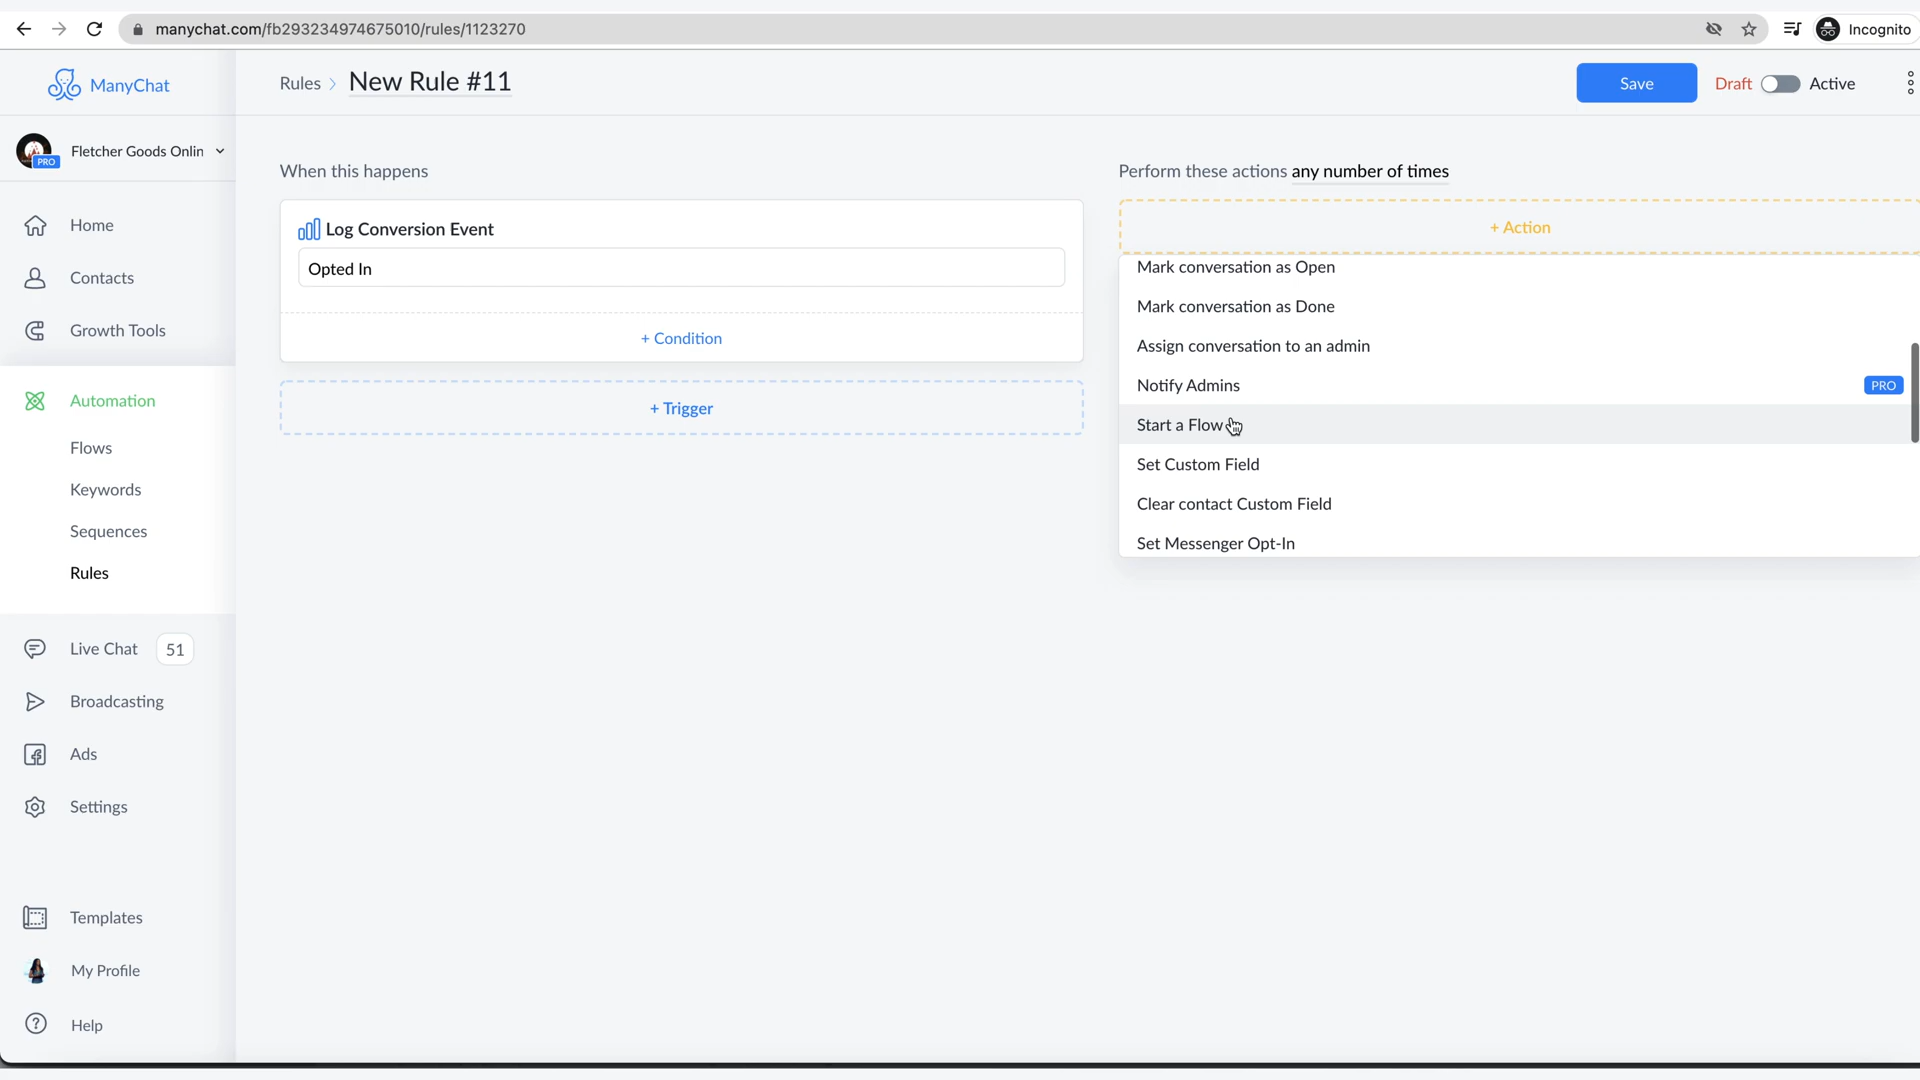 manychat.com/fb293234974675010/rules/1123270
Incognito
ManyChat
Rules > New Rule #11
Save
Draft
Active
PRO
Fletcher Goods Onlin
When this happens
Perform these actions any number of times
Log Conversion Event
Opted In
+ Condition
+ Trigger
+ Action
Mark conversation as Open
Mark conversation as Done
Assign conversation to an admin
Notify Admins
PRO
Start a Flow
Set Custom Field
Clear contact Custom Field
Set Messenger Opt-In
Home
Contacts
Growth Tools
Automation
Flows
Keywords
Sequences
Rules
Live Chat 51
Broadcasting
Ads
Settings
Templates
My Profile
Help